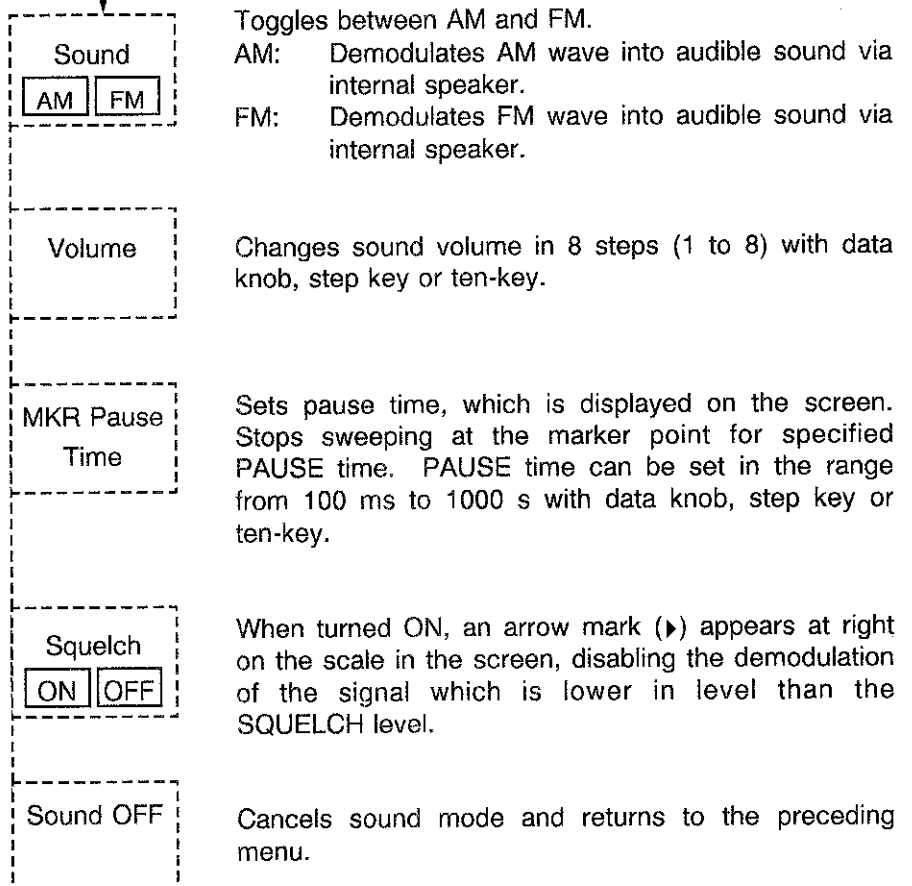 Sound
AM FM
Toggles between AM and FM.
AM: Demodulates AM wave into audible sound via
internal speaker.
FM: Demodulates FM wave into audible sound via
internal speaker.
Volume
Changes sound volume in 8 steps (1 to 8) with data
knob, step key or ten-key.
MKR Pause
Time
Sets pause time, which is displayed on the screen.
Stops sweeping at the marker point for specified
PAUSE time. PAUSE time can be set in the range
from 100 ms to 1000 s with data knob, step key or
ten-key.
Squelch
ON OFF
When turned ON, an arrow mark (▶) appears at right
on the scale in the screen, disabling the demodulation
of the signal which is lower in level than the
SQUELCH level.
Sound OFF
Cancels sound mode and returns to the preceding
menu.